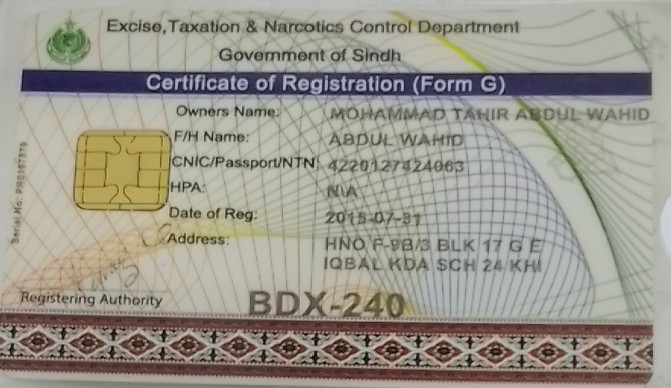 Excise, Taxation & Narcotics Control Department
Government of Sindh
Certificate of Registration (Form G)
Owners Name: MOHAMMAD TAHIR ABDUL WAHID
F/H Name: ABDUL WAHID
CNIC/Passport/NTN: 4220127424063
HPA: N\A
Date of Reg: 2015-07-31
Address: HNO F-9B/3 BLK 17 G E
IQBAL KDA SCH 24 KHI
Serial No:
Registering Authority
BDX-240